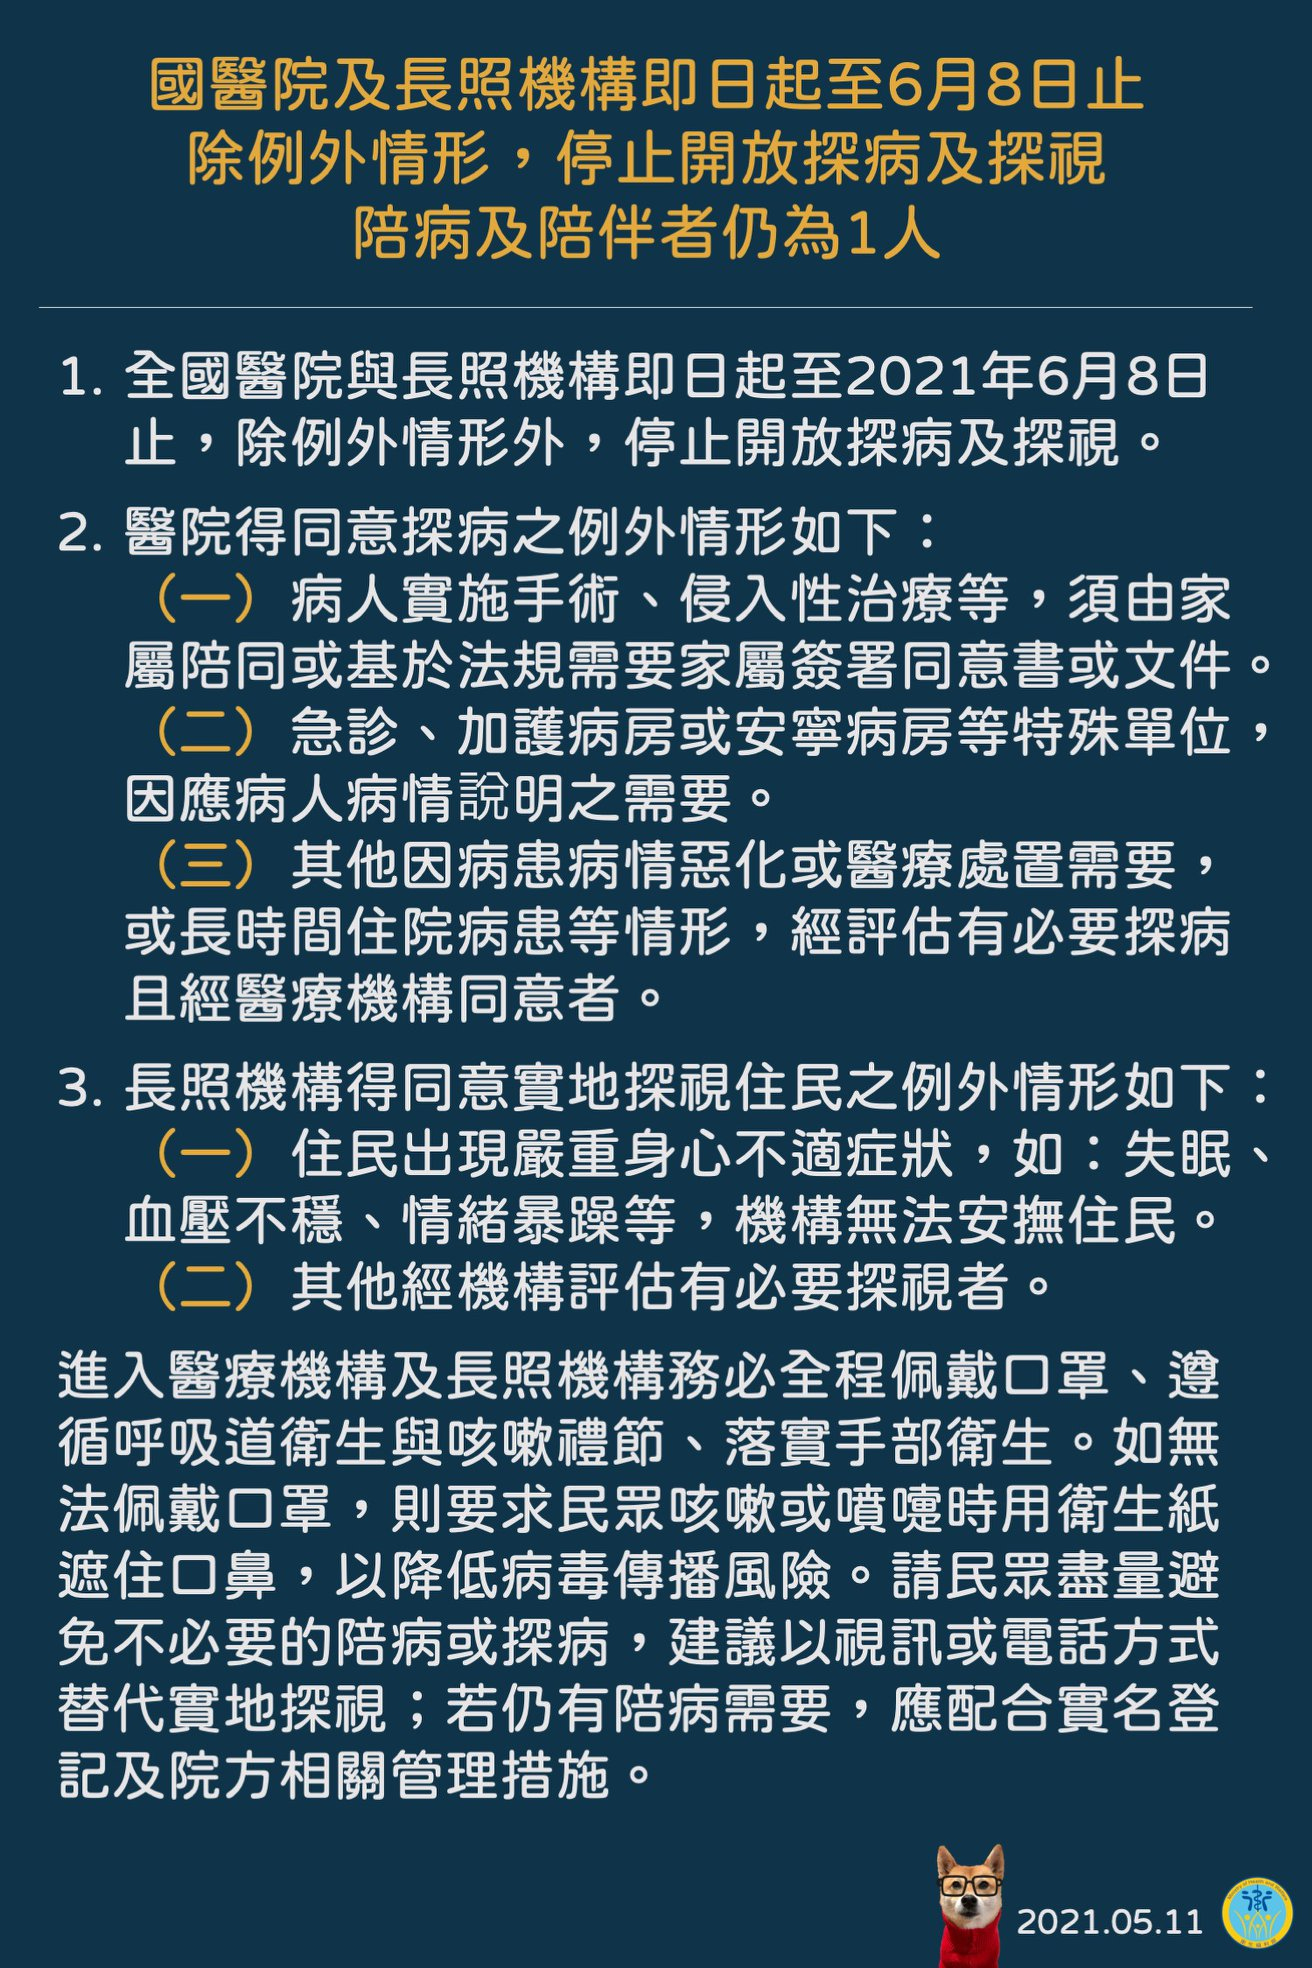 國醫院及長照機構即日起至6月8日止
除例外情形，停止開放探病及探視
陪病及陪伴者仍為1人
1. 全國醫院與長照機構即日起至2021年6月8日
止，除例外情形外，停止開放探病及探視。
2. 醫院得同意探病之例外情形如下：
（一）病人實施手術、侵入性治療等，須由家
屬陪同或基於法規需要家屬簽署同意書或文件。
（二）急診、加護病房或安寧病房等特殊單位，
因應病人病情說明之需要。
（三）其他因病患病情惡化或醫療處置需要，
或長時間住院病患等情形，經評估有必要探病
且經醫療機構同意者。
3. 長照機構得同意實地探視住民之例外情形如下：
（一）住民出現嚴重身心不適症狀，如：失眠、
血壓不穩、情緒暴躁等，機構無法安撫住民。
（二）其他經機構評估有必要探視者。
進入醫療機構及長照機構務必全程佩戴口罩、遵
循呼吸道衛生與咳嗽禮節、落實手部衛生。如無
法佩戴口罩，則要求民眾咳嗽或噴嚏時用衛生紙
遮住口鼻，以降低病毒傳播風險。請民眾盡量避
免不必要的陪病或探病，建議以視訊或電話方式
替代實地探視；若仍有陪病需要，應配合實名登
記及院方相關管理措施。
2021.05.11